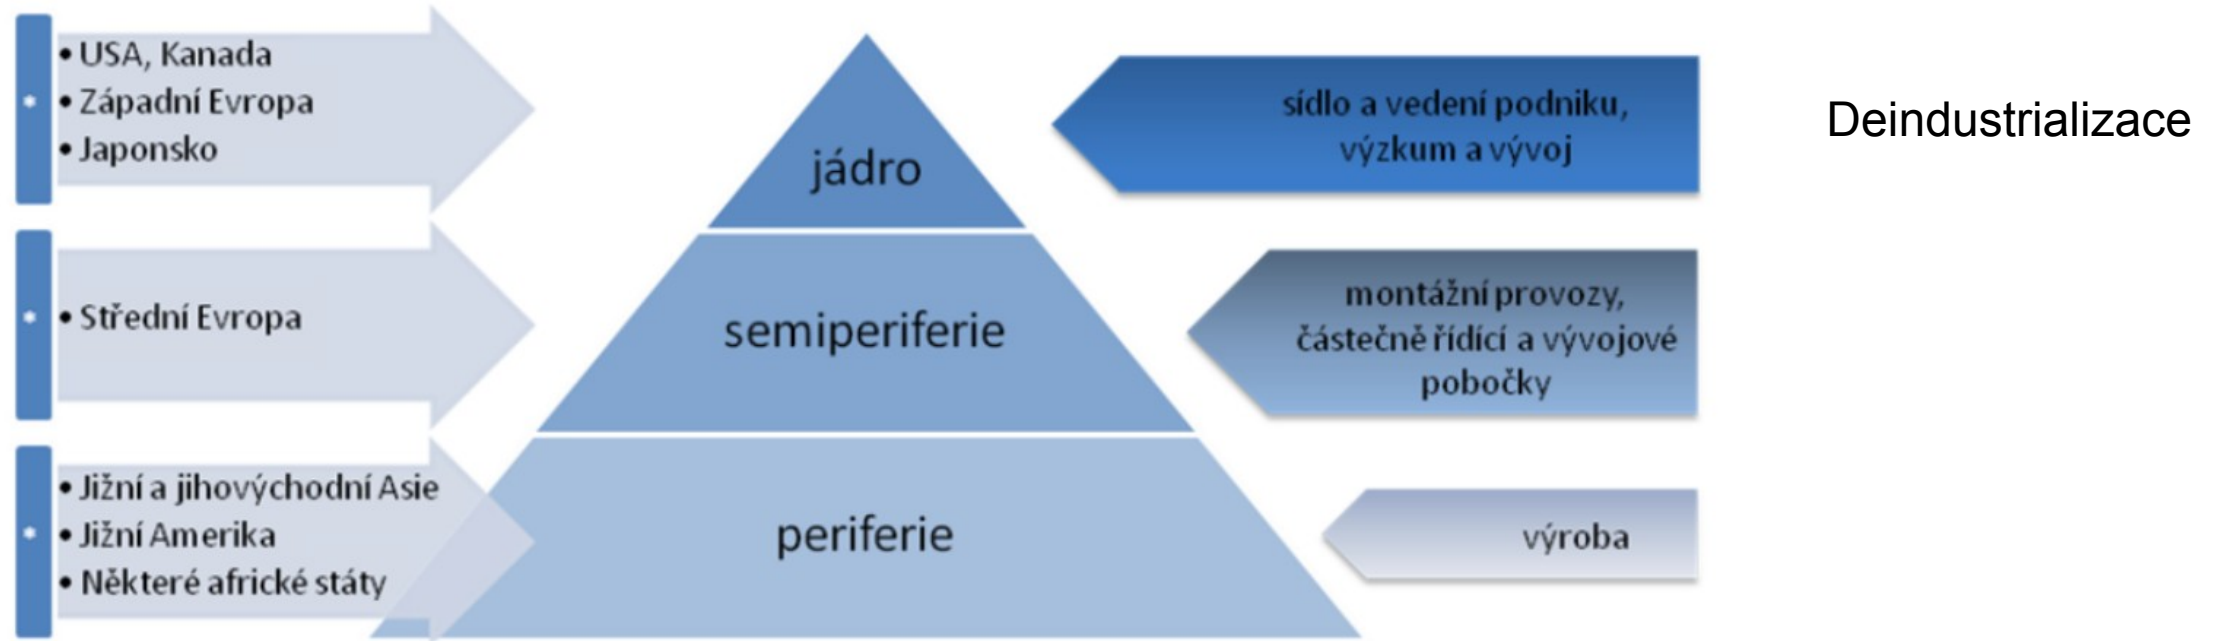 • USA, Kanada
• Západní Evropa
• Japonsko
jádro
sídlo a vedení podniku,
výzkum a vývoj
Deindustrializace
• Střední Evropa
semiperiferie
montážní provozy,
částečně řídící a vývojové
pobočky
• Jižní a jihovýchodní Asie
• Jižní Amerika
• Některé africké státy
periferie
výroba